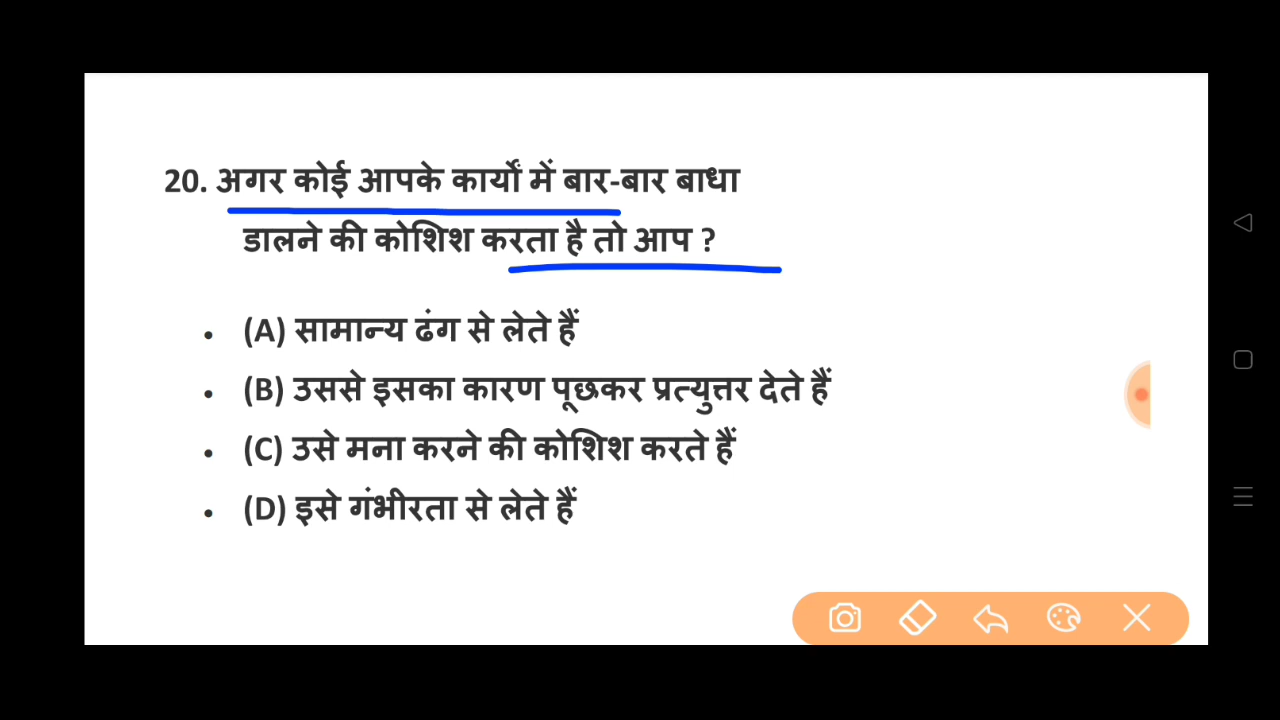 20. अगर कोई आपके कार्यों में बार-बार बाधा
डालने की कोशिश करता है तो आप ?
• (A) सामान्य ढंग से लेते हैं
• (B) उससे इसका कारण पूछकर प्रत्युत्तर देते हैं
• (C) उसे मना करने की कोशिश करते हैं
• (D) इसे गंभीरता से लेते हैं